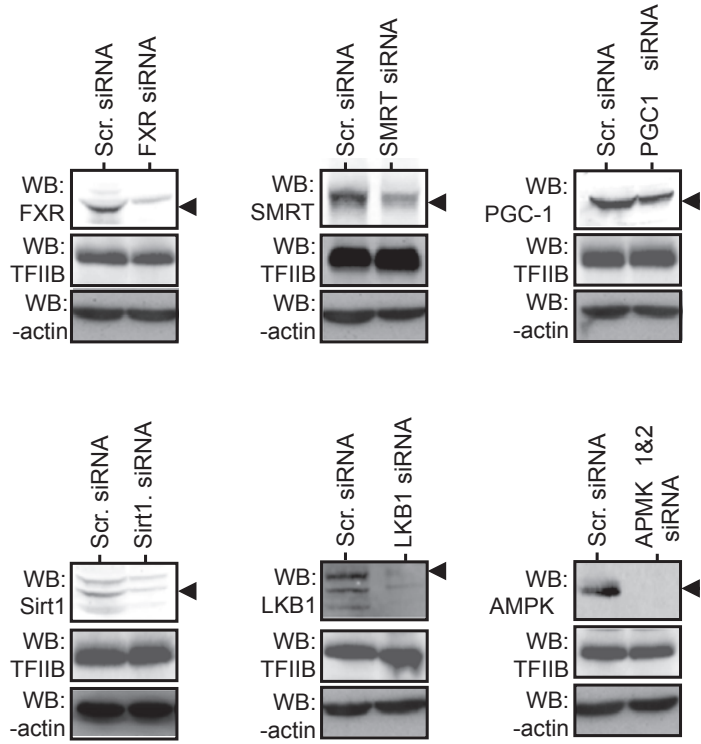 Scr. siRNA
FXR siRNA
WB:
FXR
WB:
TFIIB
WB:
-actin
Scr. siRNA
SMRT siRNA
WB:
SMRT
WB:
TFIIB
WB:
-actin
Scr. siRNA
PGC1 siRNA
WB:
PGC-1
WB:
TFIIB
WB:
-actin
Scr. siRNA
Sirt1. siRNA
WB:
Sirt1
WB:
TFIIB
WB:
-actin
Scr. siRNA
LKB1 siRNA
WB:
LKB1
WB:
TFIIB
WB:
-actin
Scr. siRNA
APMK 1&2
siRNA
WB:
AMPK
WB:
TFIIB
WB:
-actin